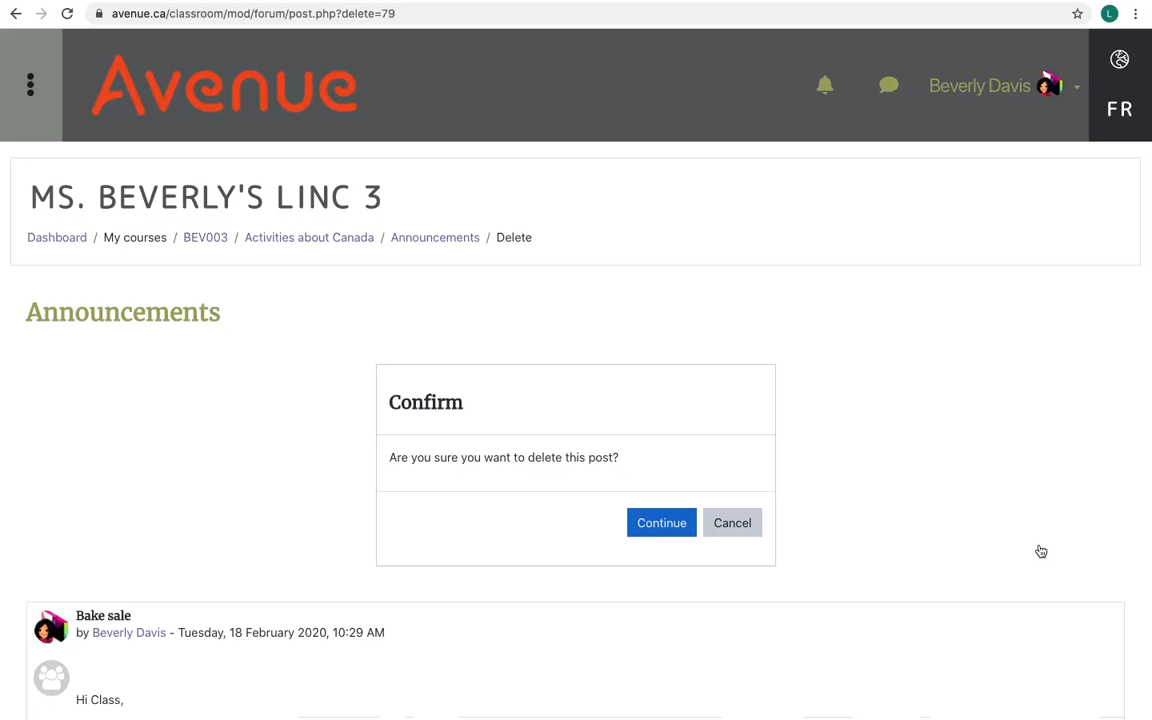 avenue.ca/classroom/mod/forum/post.php?delete=79
L
Avenue
Beverly Davis
FR
MS. BEVERLY'S LINC 3
Dashboard / My courses / BEV003 / Activities about Canada / Announcements / Delete
Announcements
Confirm
Are you sure you want to delete this post?
Continue Cancel
Bake sale
by Beverly Davis - Tuesday, 18 February 2020, 10:29 AM
Hi Class,